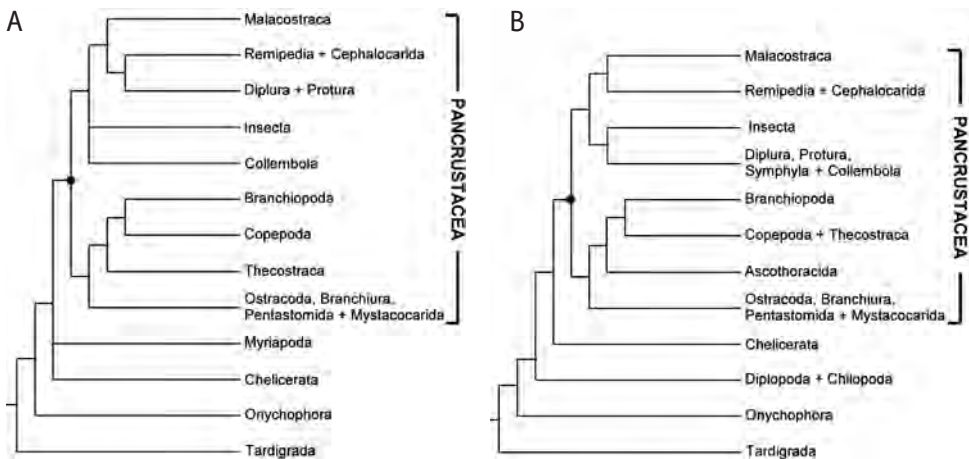 A
Malacostraca
Remipedia + Cephalocarida
Diplura + Protura
Insecta
Collembola
Branchiopoda
Copepoda
Thecostraca
Ostracoda, Branchiura,
Pentastomida + Mystacocarida
Myriapoda
Chelicerata
Onychophora
Tardigrada
PANCRUSTACEA
B
Malacostraca
Remipedia + Cephalocarida
Insecta
Diplura, Protura,
Symphyla + Collembola
Branchiopoda
Copepoda + Thecostraca
Ascothoracida
Ostracoda, Branchiura,
Pentastomida + Mystacocarida
Chelicerata
Diplopoda + Chilopoda
Onychophora
Tardigrada
PANCRUSTACEA